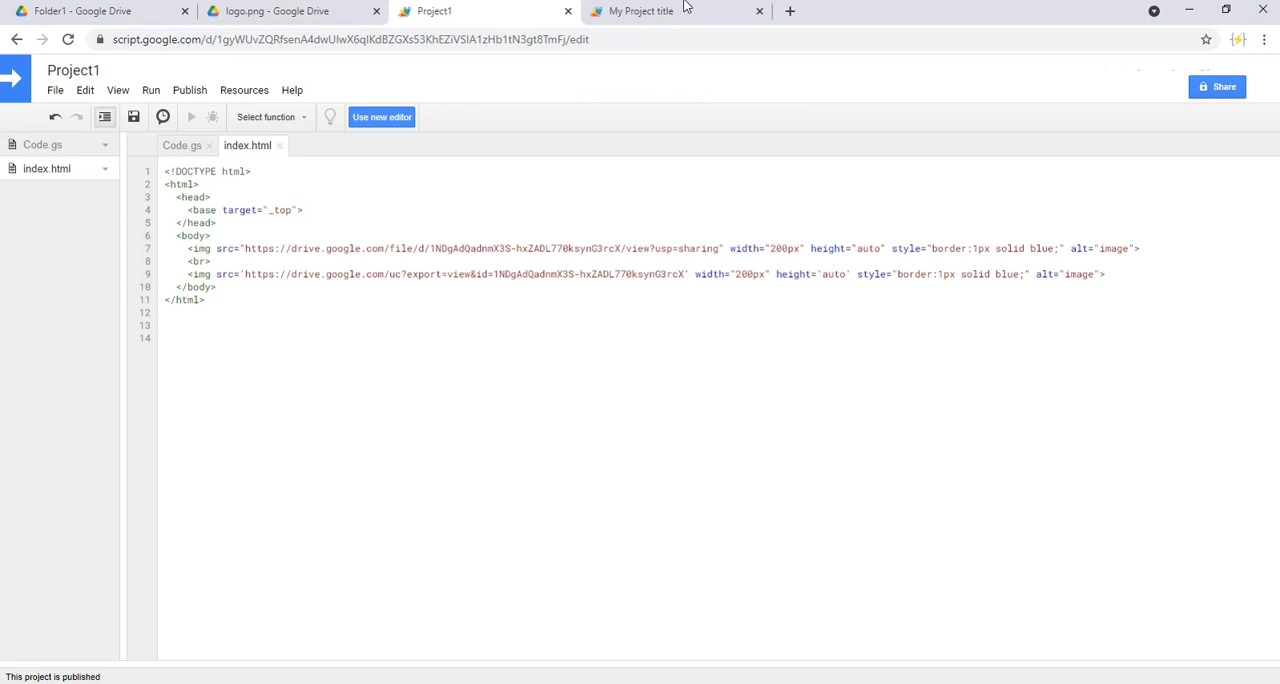 Folder1 - Google Drive
logo.png - Google Drive
Project1
My Project title
script.google.com/d/1gyWUvZQRfsenA4dwUlwX6qlKdBZGXs53KhEZiVSIA1zHb1tN3gt8TmFj/edit
Project1
File Edit View Run Publish Resources Help
Share
Select function
Use new editor
Code.gs
index.html
Code.gs
index.html
1 <!DOCTYPE html>
2 <html>
3 <head>
4 <base target="_top">
5 </head>
6 <body>
7 <img src="https://drive.google.com/file/d/1NDgAdQadnmX3S-hxZADL770ksynG3rcX/view?usp=sharing" width="200px" height="auto" style="border:1px solid blue;" alt="image">
8 <br>
9 <img src='https://drive.google.com/uc?export=view&id=1NDgAdQadnmX3S-hxZADL770ksynG3rcX' width="200px" height='auto' style="border:1px solid blue;" alt="image">
10 </body>
11 </html>
12
13
14
This project is published